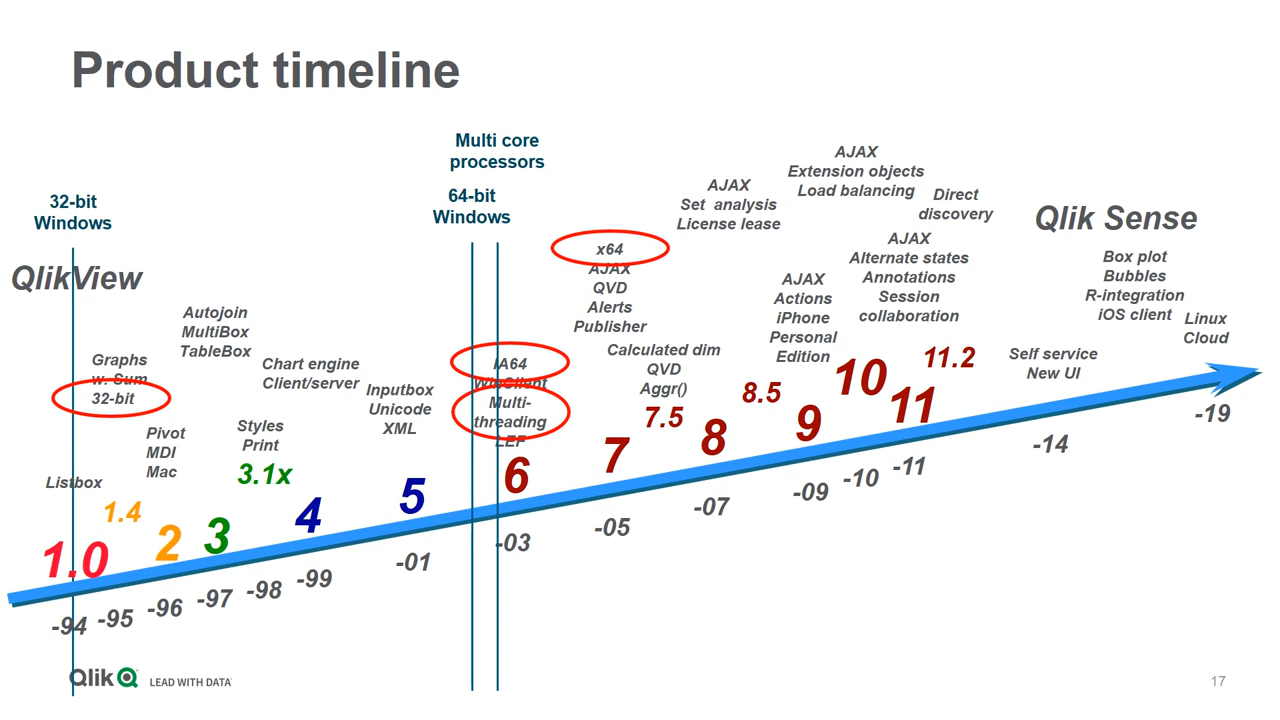 Product timeline
Multi core
processors
32-bit
Windows
64-bit
Windows
QlikView
Listbox
1.0
-94
Graphs
w. Sum
32-bit
1.4
-95
Pivot
MDI
Mac
2
-96
Autojoin
MultiBox
TableBox
3
-97
Styles
Print
3.1x
-98
Chart engine
Client/server
4
-99
Inputbox
Unicode
XML
5
-01
IA64
WinClient
Multi-
threading
LEF
6
-03
x64
AJAX
QVD
Alerts
Publisher
7
-05
Calculated dim
QVD
Aggr()
7.5
AJAX
Set analysis
License lease
8
-07
8.5
AJAX
Actions
iPhone
Personal
Edition
9
-09
AJAX
Extension objects
Load balancing
10
-10
AJAX
Alternate states
Annotations
Session
collaboration
11
-11
Direct
discovery
11.2
Qlik Sense
Self service
New UI
-14
Box plot
Bubbles
R-integration
iOS client
Linux
Cloud
-19
Qlik
LEAD WITH DATA
17